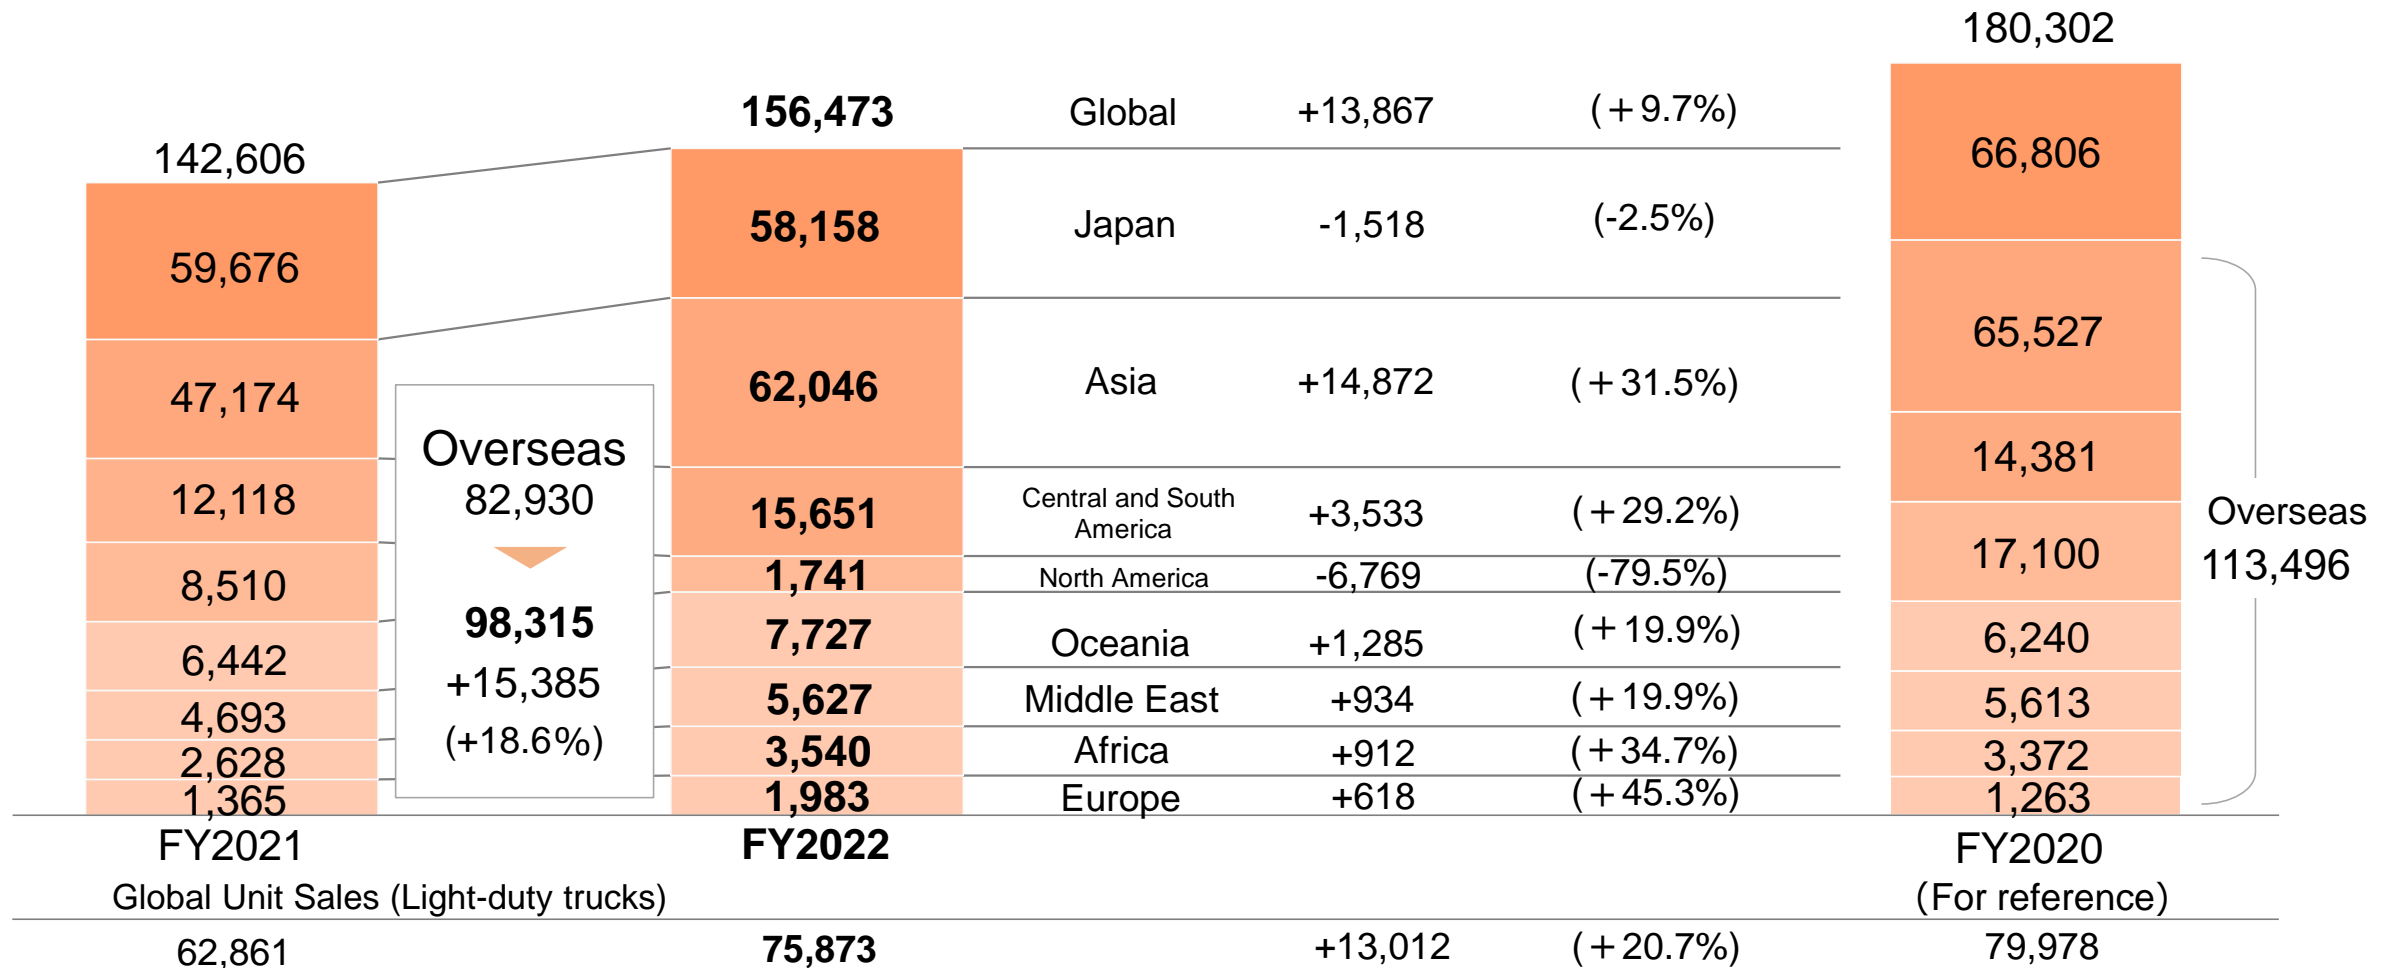 180,302
156,473 Global +13,867 (＋9.7%)
142,606
66,806
58,158 Japan -1,518 (-2.5%)
59,676
65,527
47,174
62,046 Asia +14,872 (＋31.5%)
Overseas
82,930
98,315
+15,385
(+18.6%)
14,381
12,118
15,651 Central and South
America +3,533 (＋29.2%)
Overseas
113,496
17,100
8,510
1,741 North America -6,769 (-79.5%)
6,442
7,727 Oceania +1,285 (＋19.9%)
6,240
4,693
5,627 Middle East +934 (＋19.9%)
5,613
2,628
3,540 Africa +912 (＋34.7%)
3,372
1,365
1,983 Europe +618 (＋45.3%)
1,263
FY2021 FY2022 FY2020
Global Unit Sales (Light-duty trucks) (For reference)
62,861 75,873 +13,012 (＋20.7%) 79,978